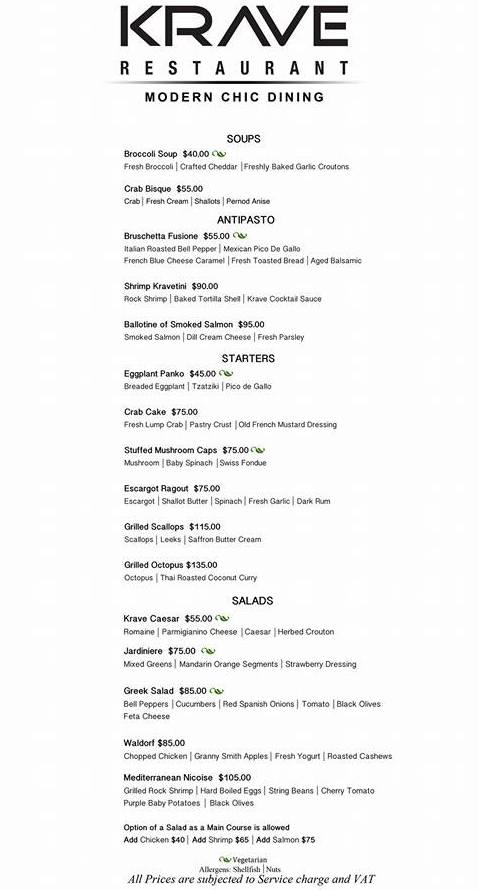 KRAVE
RESTAURANT
MODERN CHIC DINING
SOUPS
Broccoli Soup $40.00
Fresh Broccoli | Crafted Cheddar | Freshly Baked Garlic Croutons
Crab Bisque $55.00
Crab | Fresh Cream | Shallots | Pernod Anise
ANTIPASTO
Bruschetta Fusione $55.00
Italian Roasted Bell Pepper | Mexican Pico De Gallo
French Blue Cheese Caramel | Fresh Toasted Bread | Aged Balsamic
Shrimp Kravetini $90.00
Rock Shrimp | Baked Tortilla Shell | Krave Cocktail Sauce
Ballotine of Smoked Salmon $95.00
Smoked Salmon | Dill Cream Cheese | Fresh Parsley
STARTERS
Eggplant Panko $45.00
Breaded Eggplant | Tzatziki | Pico de Gallo
Crab Cake $75.00
Fresh Lump Crab | Pastry Crust | Old French Mustard Dressing
Stuffed Mushroom Caps $75.00
Mushroom | Baby Spinach | Swiss Fondue
Escargot Ragout $75.00
Escargot | Shallot Butter | Spinach | Fresh Garlic | Dark Rum
Grilled Scallops $115.00
Scallops | Leeks | Saffron Butter Cream
Grilled Octopus $135.00
Octopus | Thai Roasted Coconut Curry
SALADS
Krave Caesar $55.00
Romaine | Parmigianino Cheese | Caesar | Herbed Crouton
Jardiniere $75.00
Mixed Greens | Mandarin Orange Segments | Strawberry Dressing
Greek Salad $85.00
Bell Peppers | Cucumbers | Red Spanish Onions | Tomato | Black Olives
Feta Cheese
Waldorf $85.00
Chopped Chicken | Granny Smith Apples | Fresh Yogurt | Roasted Cashews
Mediterranean Nicoise $105.00
Grilled Rock Shrimp | Hard Boiled Eggs | String Beans | Cherry Tomato
Purple Baby Potatoes | Black Olives
Option of a Salad as a Main Course is allowed
Add Chicken $40 | Add Shrimp $65 | Add Salmon $75
Vegetarian
Allergens: Shellfish | Nuts
All Prices are subjected to Service charge and VAT